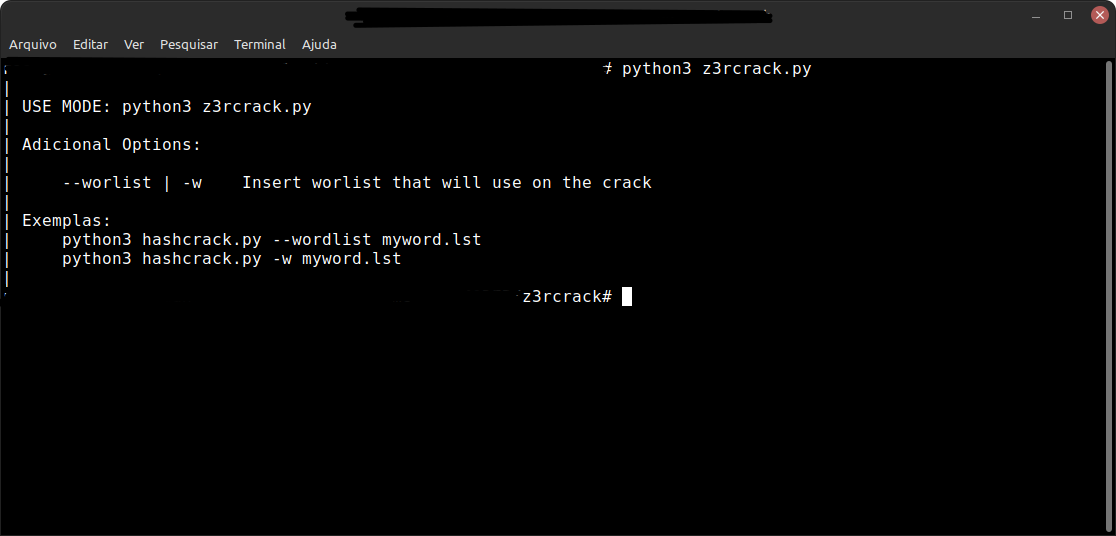 Arquivo Editar Ver Pesquisar Terminal Ajuda
# python3 z3rcrack.py
|
| USE MODE: python3 z3rcrack.py
|
| Adicional Options:
|
|     --worlist | -w    Insert worlist that will use on the crack
|
| Exemplas:
|     python3 hashcrack.py --wordlist myword.lst
|     python3 hashcrack.py -w myword.lst
|
z3rcrack#